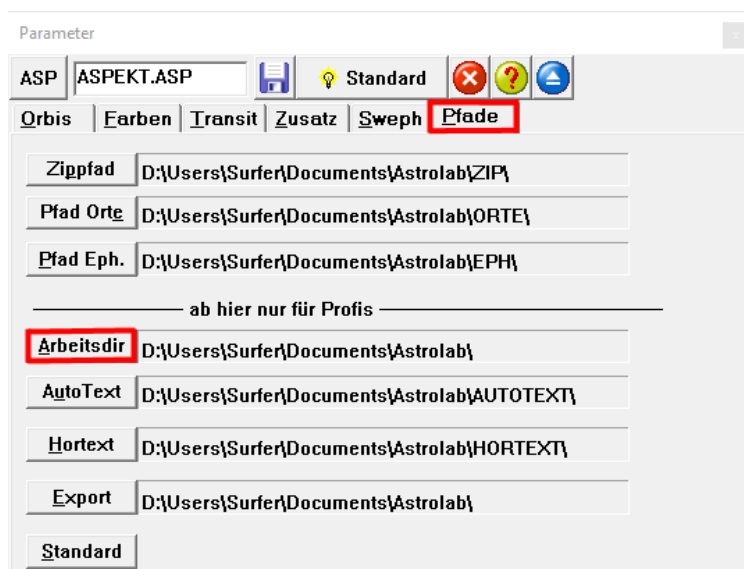 Parameter
ASP ASPEKT.ASP Standard
Orbis Farben Transit Zusatz Sweph Pfade
Zippfad D:\Users\Surfer\Documents\Astrolab\ZIP\
Pfad Orte D:\Users\Surfer\Documents\Astrolab\ORTE\
Pfad Eph. D:\Users\Surfer\Documents\Astrolab\EPH\
ab hier nur für Profis
Arbeitsdir D:\Users\Surfer\Documents\Astrolab\
AutoText D:\Users\Surfer\Documents\Astrolab\AUTOTEXT\
Hortext D:\Users\Surfer\Documents\Astrolab\HORTEXT\
Export D:\Users\Surfer\Documents\Astrolab\
Standard